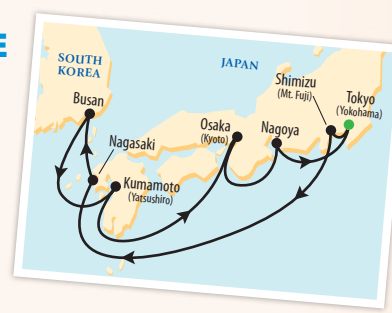 E
SOUTH
KOREA
JAPAN
Busan
Nagasaki
Kumamoto
(Yatsushiro)
Osaka
(Kyoto)
Nagoya
Shimizu
(Mt. Fuji)
Tokyo
(Yokohama)